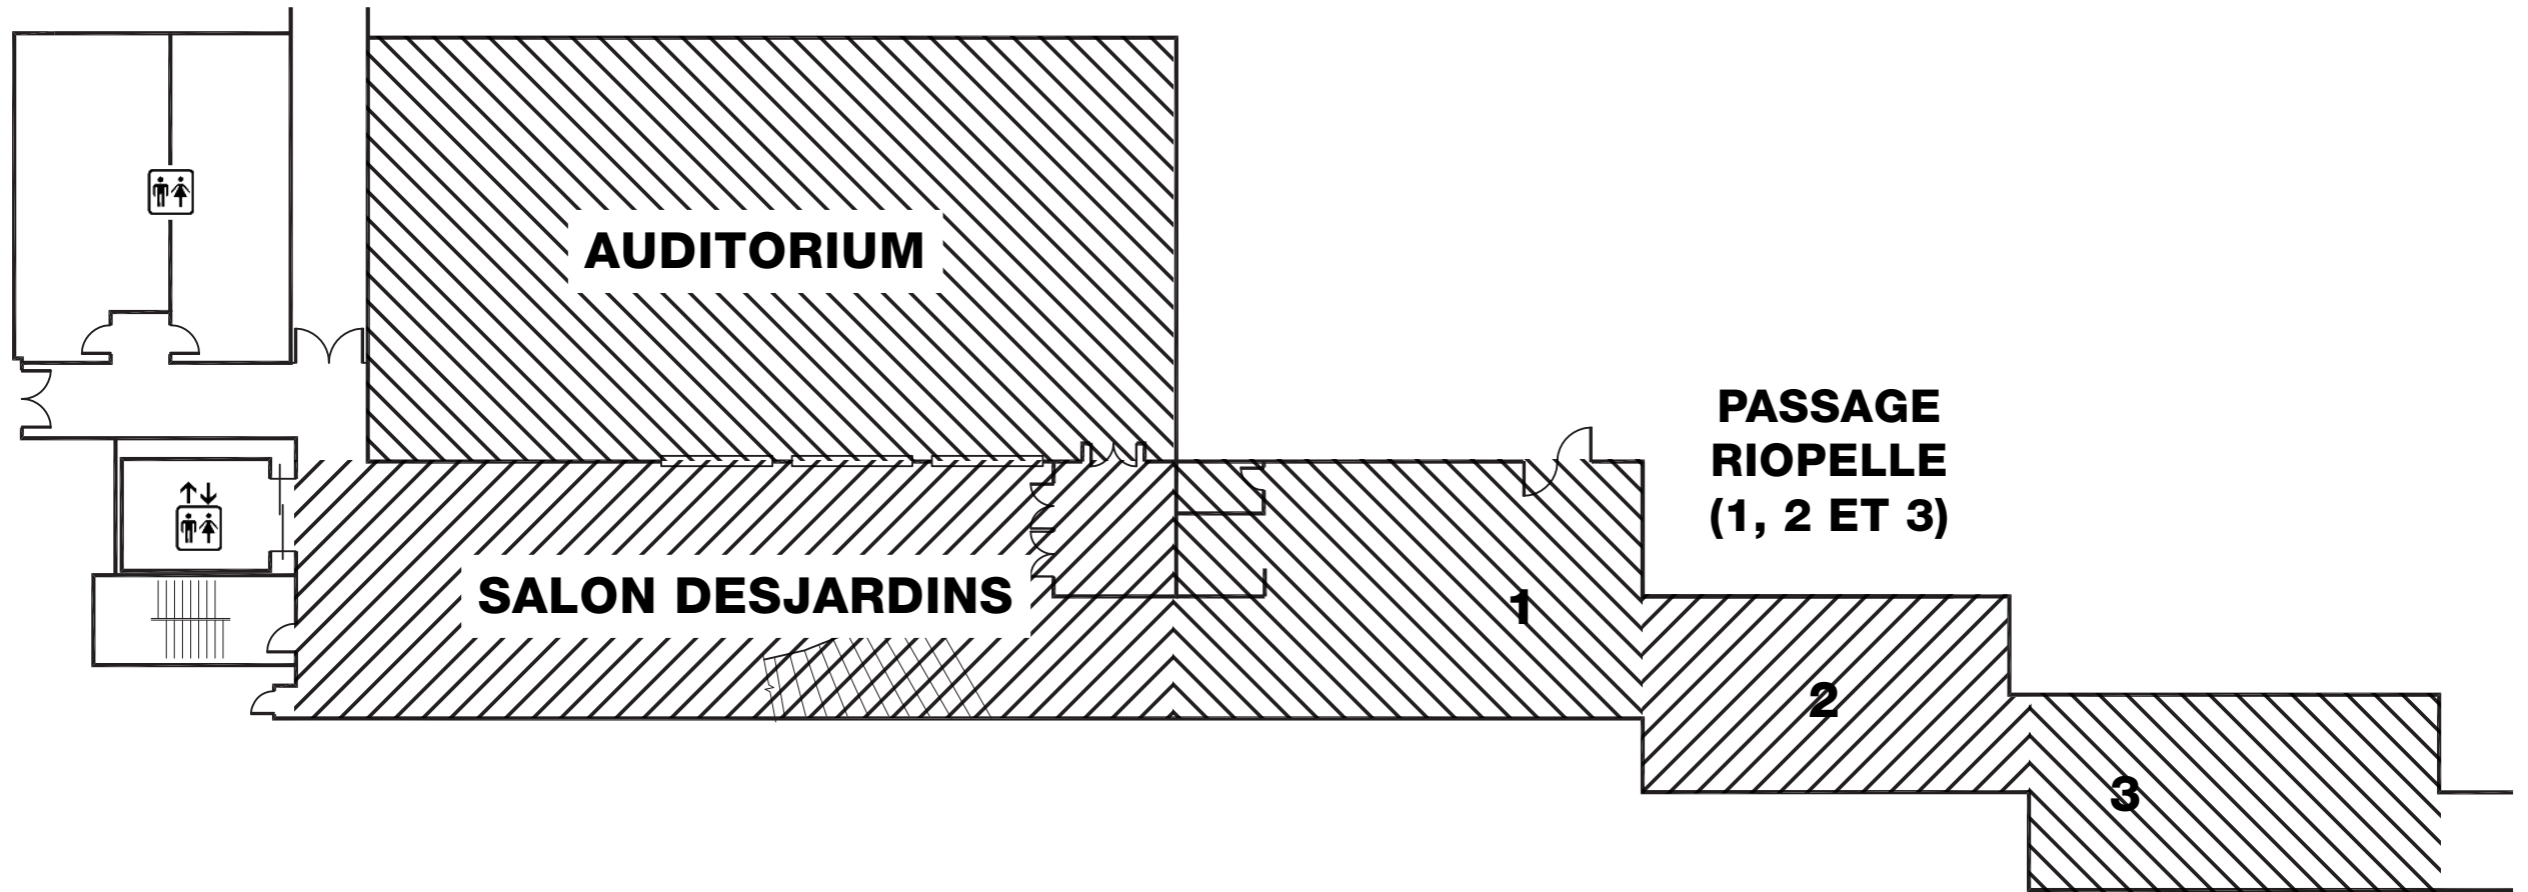 AUDITORIUM
PASSAGE
RIOPELLE
(1, 2 ET 3)
SALON DESJARDINS
1
2
3